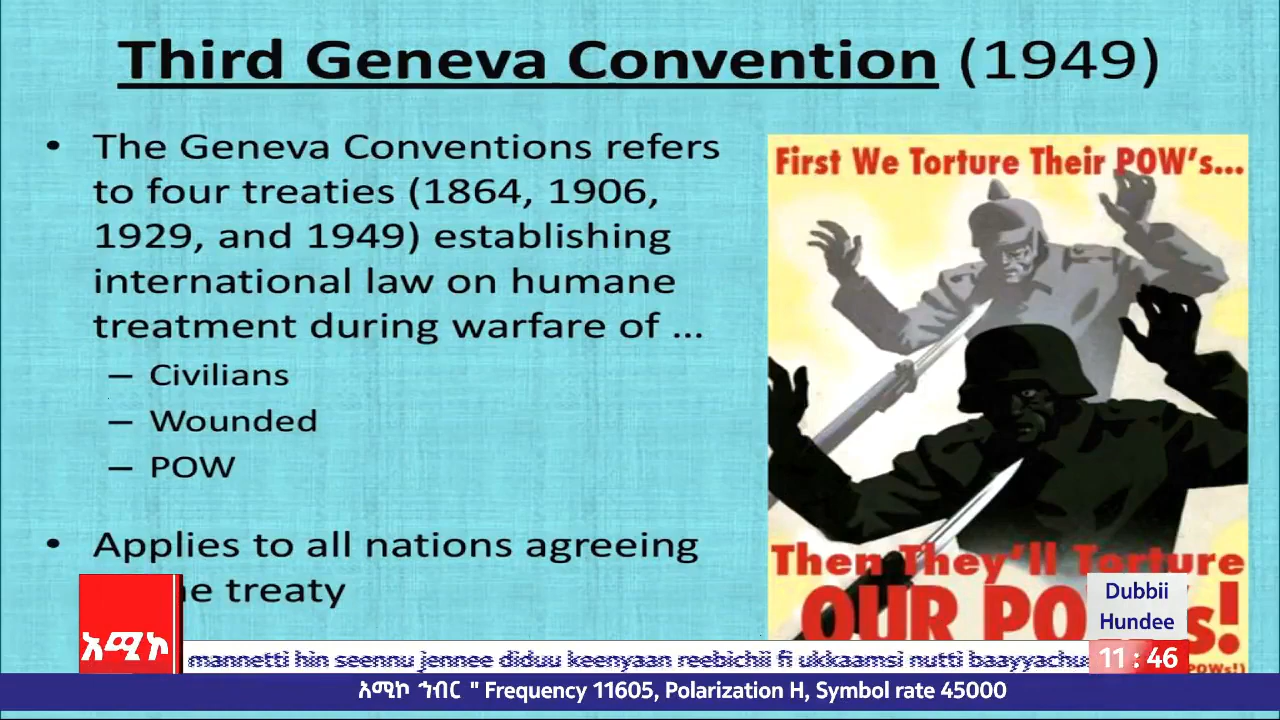 Third Geneva Convention (1949)
• The Geneva Conventions refers
to four treaties (1864, 1906,
1929, and 1949) establishing
international law on humane
treatment during warfare of ...
– Civilians
– Wounded
– POW
• Applies to all nations agreeing
treaty
First We Torture Their POW's...
Then They'll Torture
OUR
Dubbii
Hundee
አሚኮ
mannetti hin seennu jennee diduu keenyaan reebichii fi ukkaamsi nutti
11 : 46
POWs!)
አሚኮ ኅብር " Frequency 11605, Polarization H, Symbol rate 45000